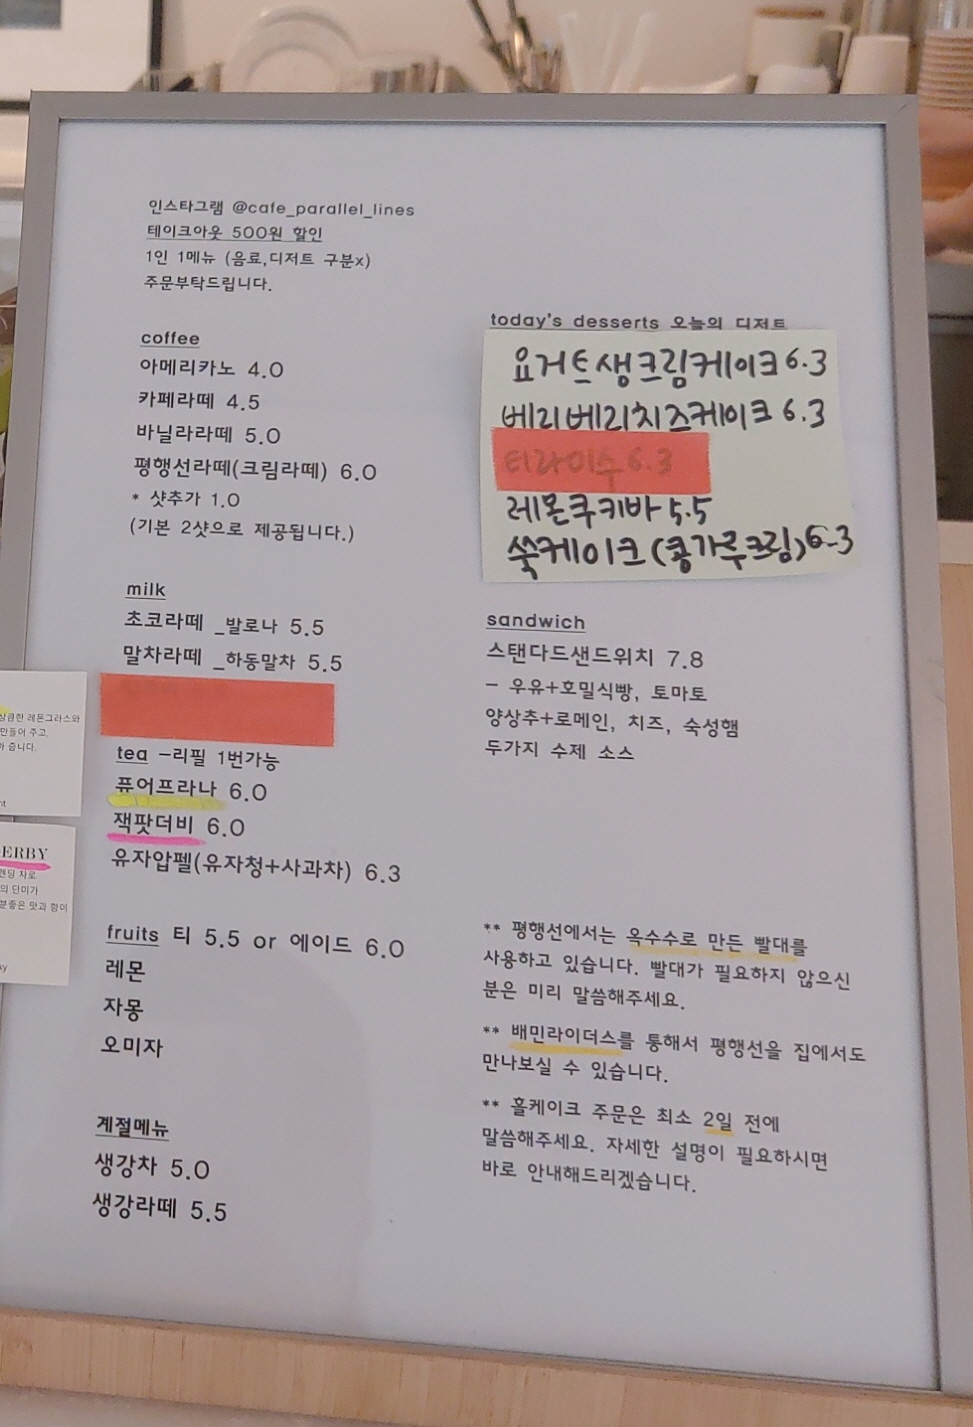 인스타그램 @cafe_parallel_lines
테이크아웃 500원 할인
1인 1메뉴 (음료,디저트 구분x)
주문부탁드립니다.
coffee
아메리카노 4.0
카페라떼 4.5
바닐라라떼 5.0
평행선라떼(크림라떼) 6.0
* 샷추가 1.0
(기본 2샷으로 제공됩니다.)
milk
초코라떼 _발로나 5.5
말차라떼 _하동말차 5.5
tea -리필 1번가능
퓨어프라나 6.0
잭팟더비 6.0
유자압펠(유자청+사과차) 6.3
fruits 티 5.5 or 에이드 6.0
레몬
자몽
오미자
계절메뉴
생강차 5.0
생강라떼 5.5
today's desserts 오늘의 디저트
요거트생크림케이크 6.3
베리베리치즈케이크 6.3
티라미수 6.3
레몬쿠키바 5.5
쑥케이크(콩가루크림) 6.3
sandwich
스탠다드샌드위치 7.8
- 우유+호밀식빵, 토마토
양상추+로메인, 치즈, 숙성햄
두가지 수제 소스
** 평행선에서는 옥수수로 만든 빨대를
사용하고 있습니다. 빨대가 필요하지 않으신
분은 미리 말씀해주세요.
** 배민라이더스를 통해서 평행선을 집에서도
만나보실 수 있습니다.
** 홀케이크 주문은 최소 2일 전에
말씀해주세요. 자세한 설명이 필요하시면
바로 안내해드리겠습니다.
상큼한 레몬그라스와
만들어 주고,
줍니다.
ERBY
차로
의 단미가
분좋은 맛과 향이